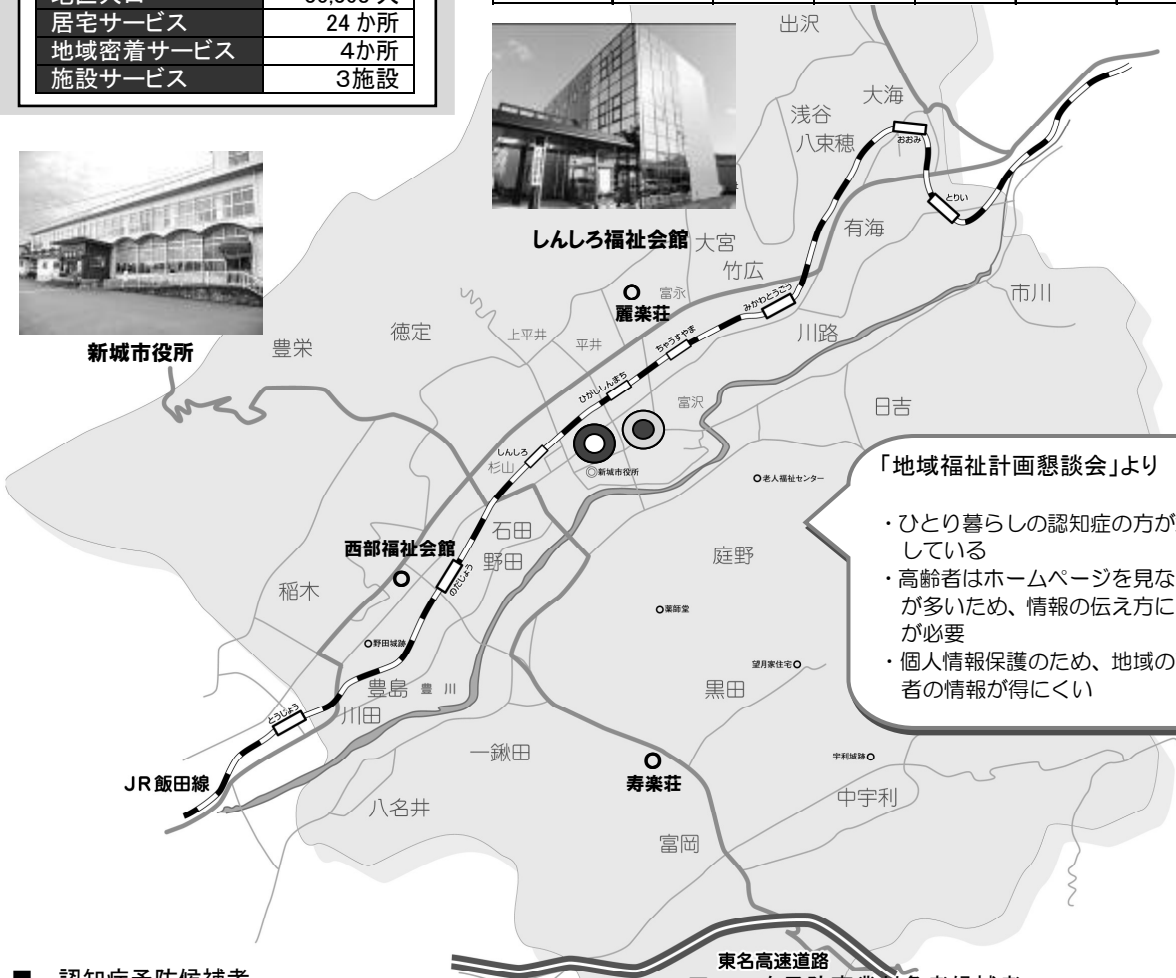 居宅サービス 24か所
地域密着サービス 4か所
施設サービス 3施設
出沢
大海
浅谷
八束穂
おおみ
とりい
有海
しんしろ福祉会館
大宮
竹広
富永
麗楽荘
みかわとうごう
市川
川路
新城市役所
豊栄
徳定
上平井
平井
ちゃうすやま
ひがししんまち
富沢
日吉
しんしろ
杉山
新城市役所
老人福祉センター
「地域福祉計画懇談会」より
・ひとり暮らしの認知症の方が
している
・高齢者はホームページを見な
が多いため、情報の伝え方に
が必要
・個人情報保護のため、地域の
者の情報が得にくい
石田
野田
西部福祉会館
のだじょう
庭野
稲木
薬師堂
野田城跡
望月家住宅
豊島
豊川
黒田
とうじょう
川田
一鍬田
宇利城跡
JR飯田線
寿楽荘
八名井
中宇利
富岡
東名高速道路
■ 認知症予防候補者